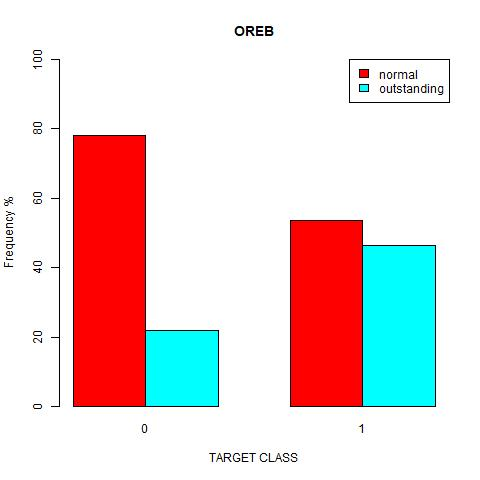 OREB
normal
outstanding
Frequency %
100
80
60
40
20
0
0 1
TARGET CLASS